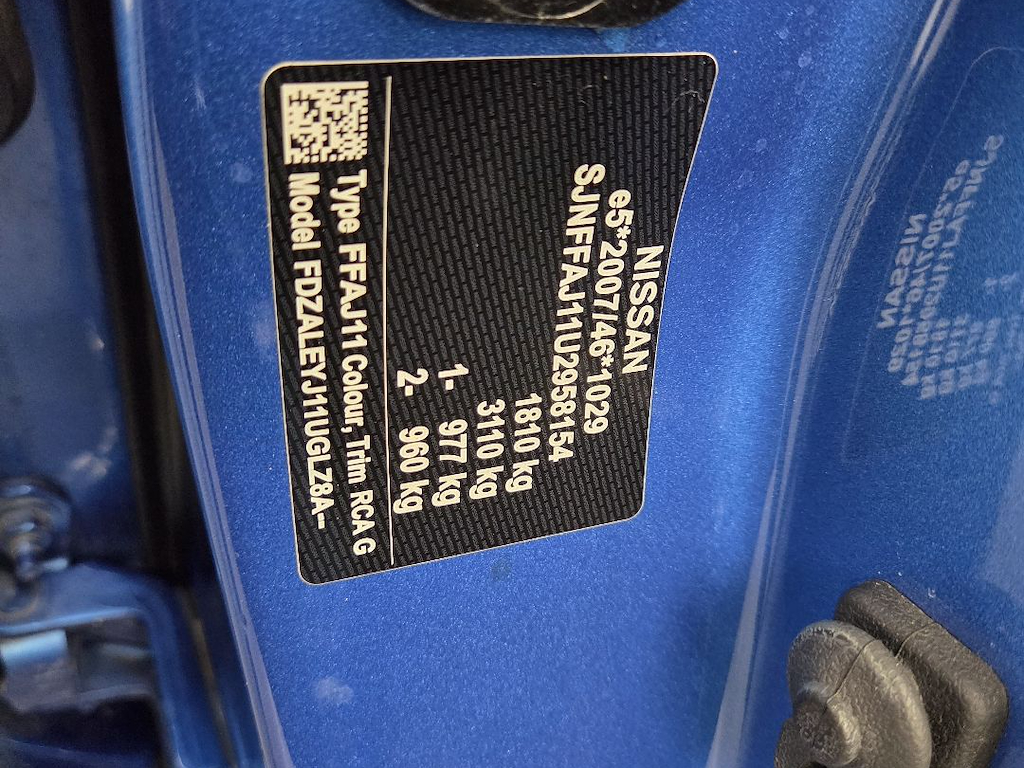 NISSAN
e5*2007/46*1029
SJNFFAJ11U2958154
1810 kg
3110 kg
1- 977 kg
2- 960 kg
Type FFAJ11 Colour, Trim RCA G
Model FDZALEYJ11UGLZ8A--